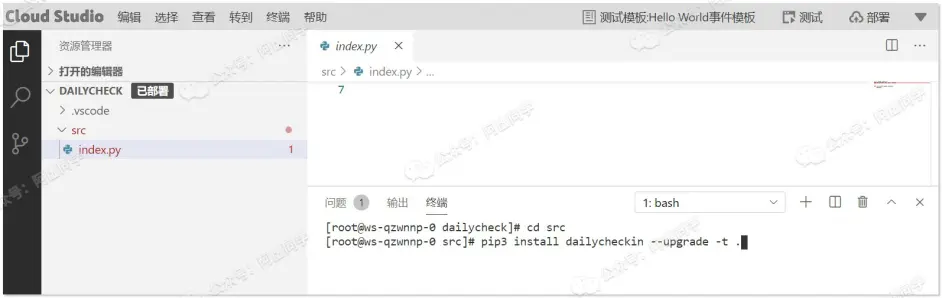 Cloud Studio 编辑 选择 查看 转到 终端 帮助 测试模板:Hello World事件模板 测试 部署
资源管理器 ···
index.py ×
打开的编辑器
src > index.py > ...
DAILYCHECK 已部署
7
.vscode
src
index.py 1
问题 1 输出 终端 1: bash
[root@ws-qzwnnp-0 dailycheck]# cd src
[root@ws-qzwnnp-0 src]# pip3 install dailycheckin --upgrade -t .